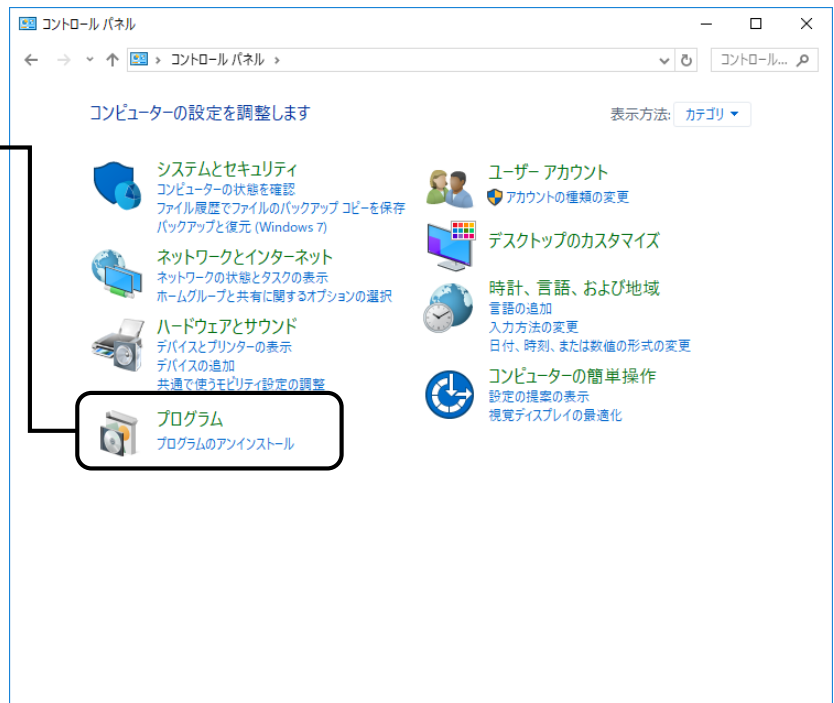 コントロール パネル
コントロール パネル
コントロール...
コンピューターの設定を調整します
表示方法: カテゴリ
システムとセキュリティ
コンピューターの状態を確認
ファイル履歴でファイルのバックアップ コピーを保存
バックアップと復元 (Windows 7)
ネットワークとインターネット
ネットワークの状態とタスクの表示
ホームグループと共有に関するオプションの選択
ハードウェアとサウンド
デバイスとプリンターの表示
デバイスの追加
共通で使うモビリティ設定の調整
プログラム
プログラムのアンインストール
ユーザー アカウント
アカウントの種類の変更
デスクトップのカスタマイズ
時計、言語、および地域
言語の追加
入力方法の変更
日付、時刻、または数値の形式の変更
コンピューターの簡単操作
設定の提案の表示
視覚ディスプレイの最適化